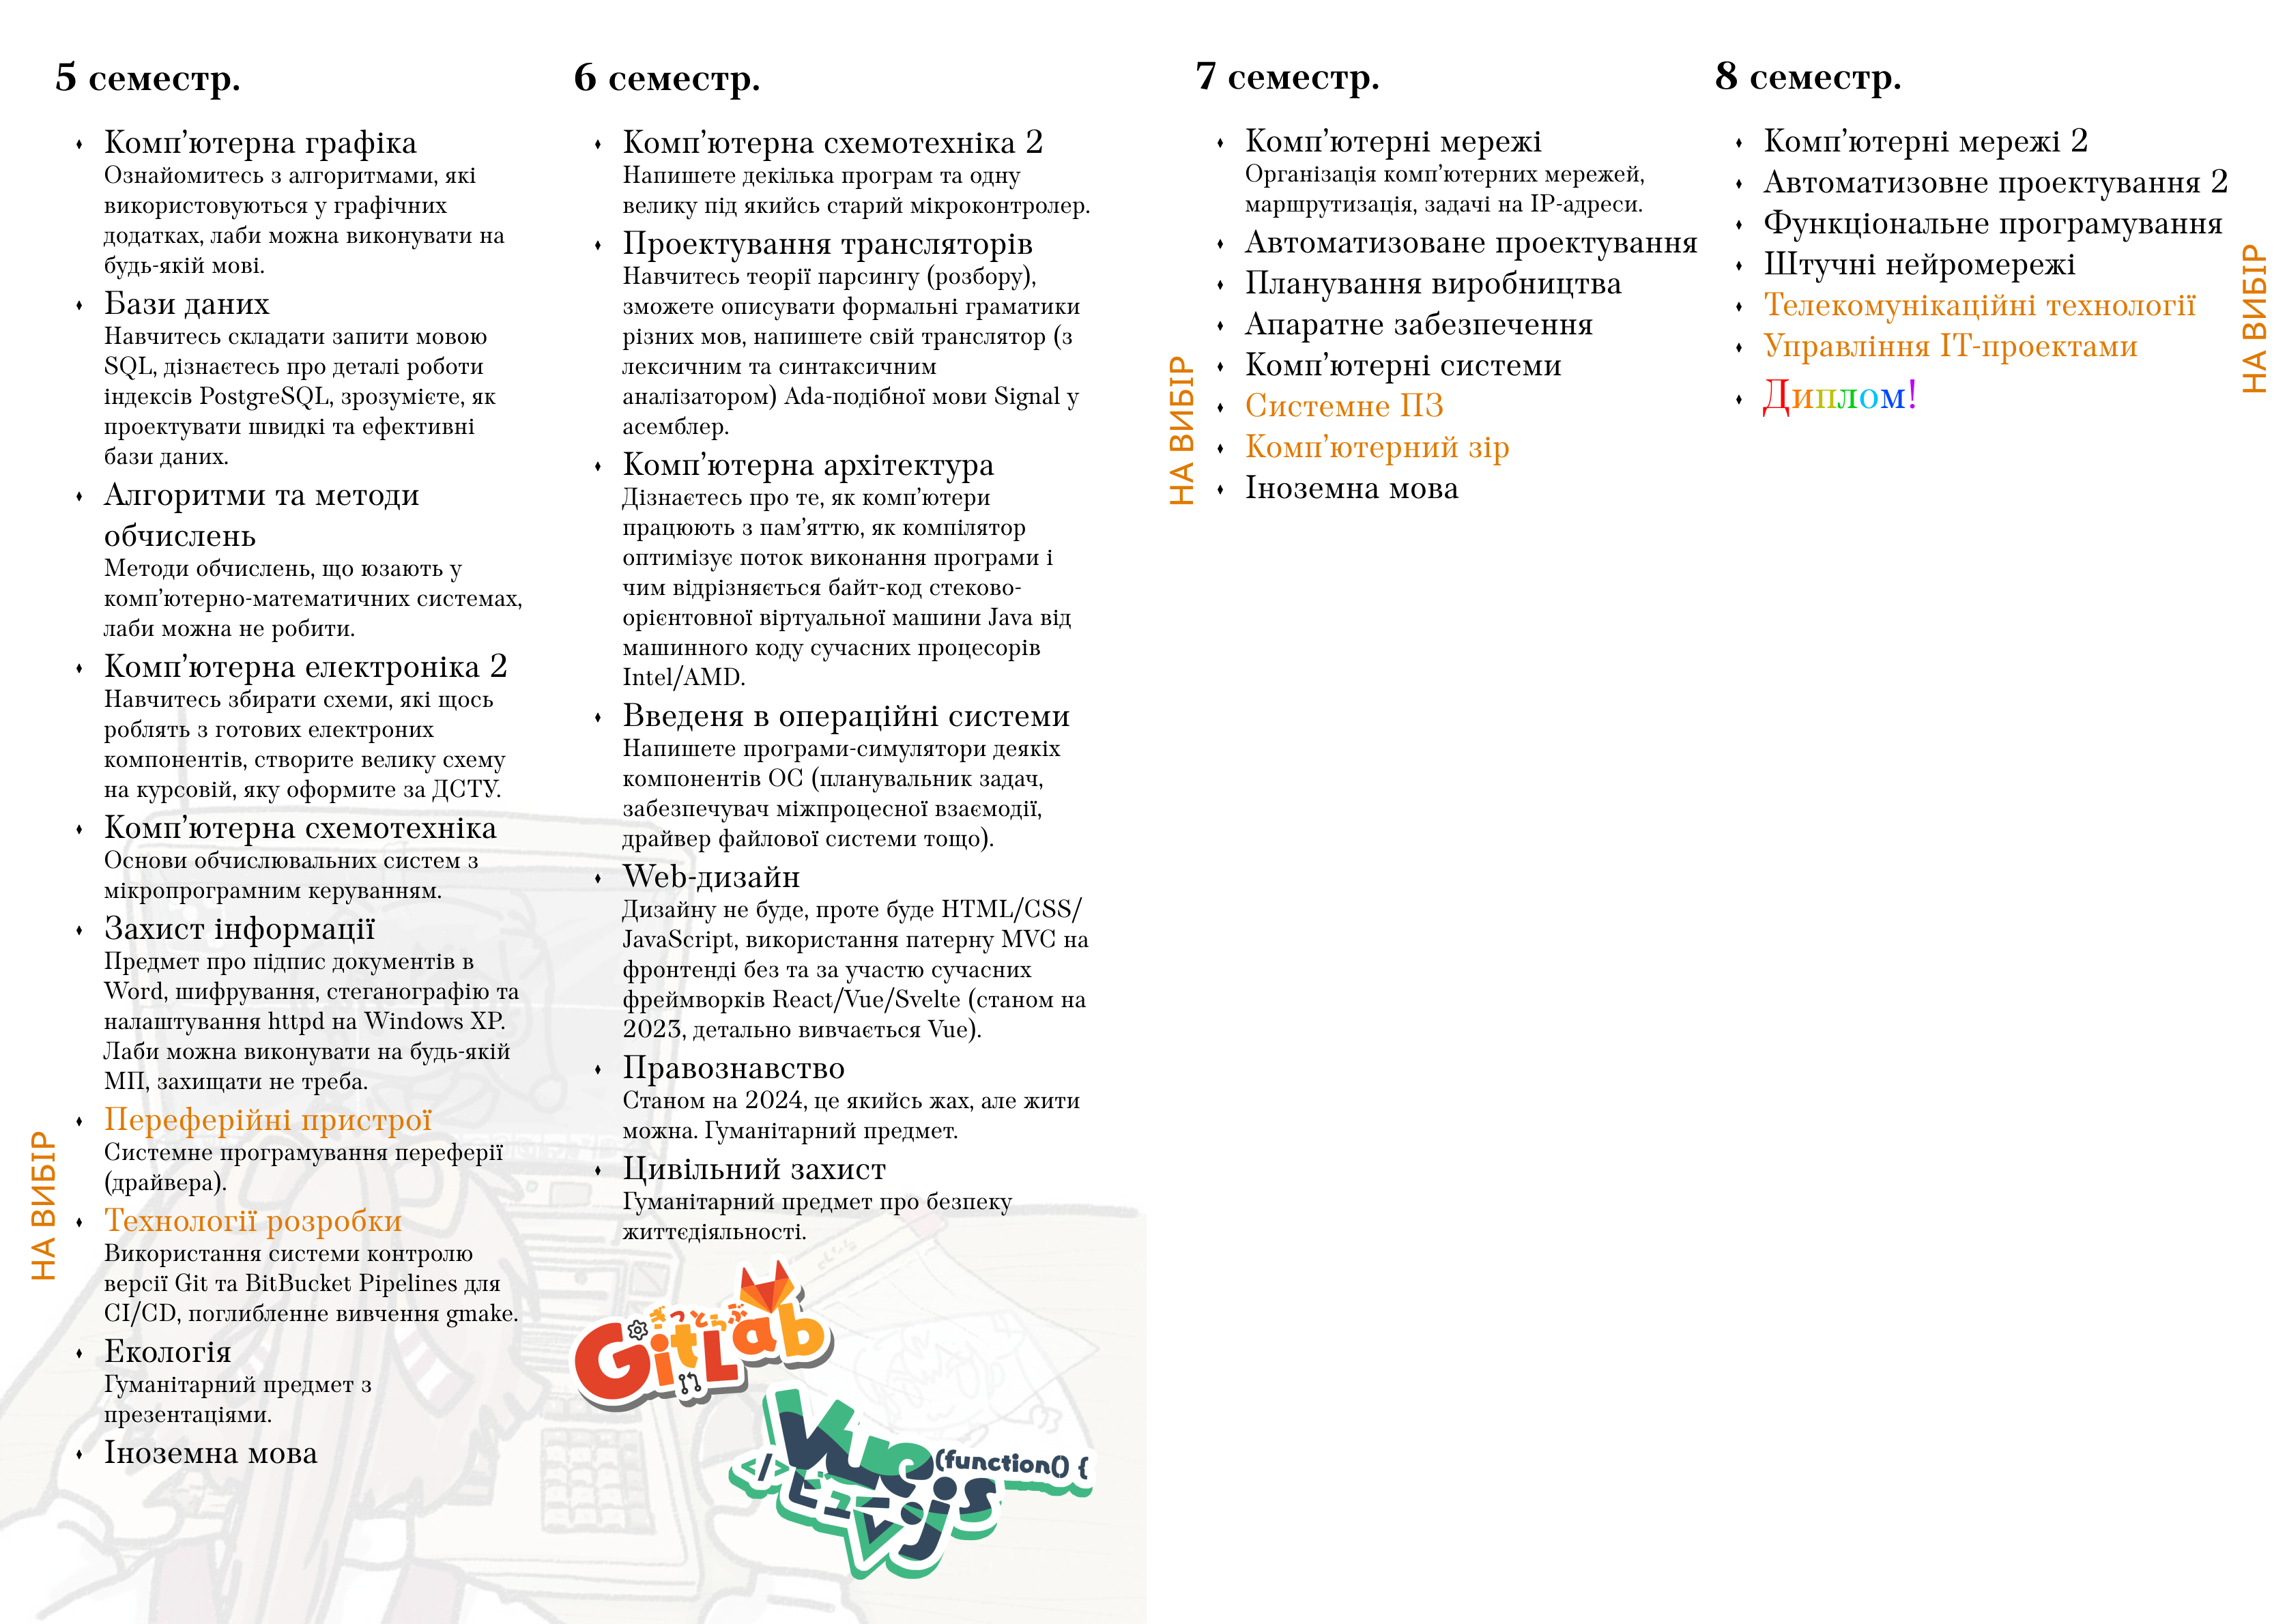 5 семестр.
Комп’ютерна графіка
Ознайомитесь з алгоритмами, які
використовуються у графічних
додатках, лаби можна виконувати на
будь-якій мові.
Бази даних
Навчитесь складати запити мовою
SQL, дізнаєтесь про деталі роботи
індексів PostgreSQL, зрозумієте, як
проектувати швидкі та ефективні
бази даних.
Алгоритми та методи
обчислень
Методи обчислень, що юзають у
комп’ютерно-математичних системах,
лаби можна не робити.
Комп’ютерна електроніка 2
Навчитесь збирати схеми, які щось
роблять з готових електроних
компонентів, створите велику схему
на курсовій, яку оформите за ДСТУ.
Комп’ютерна схемотехніка
Основи обчислювальних систем з
мікропрограмним керуванням.
Захист інформації
Предмет про підпис документів в
Word, шифрування, стеганографію та
налаштування httpd на Windows XP.
Лаби можна виконувати на будь-якій
МП, захищати не треба.
НА ВИБІР
Переферійні пристрої
Системне програмування переферії
(драйвера).
Технології розробки
Використання системи контролю
версії Git та BitBucket Pipelines для
CI/CD, поглибленне вивчення gmake.
Екологія
Гуманітарний предмет з
презентаціями.
Іноземна мова
6 семестр.
Комп’ютерна схемотехніка 2
Напишете декілька програм та одну
велику під якийсь старий мікроконтролер.
Проектування трансляторів
Навчитесь теорії парсингу (розбору),
зможете описувати формальні граматики
різних мов, напишете свій транслятор (з
лексичним та синтаксичним
аналізатором) Ada-подібної мови Signal у
асемблер.
Комп’ютерна архітектура
Дізнаєтесь про те, як комп’ютери
працюють з пам’яттю, як компілятор
оптимізує поток виконання програми і
чим відрізняється байт-код стеково-
орієнтовної віртуальної машини Java від
машинного коду сучасних процесорів
Intel/AMD.
Введеня в операційні системи
Напишете програми-симулятори деякіх
компонентів ОС (планувальник задач,
забезпечувач міжпроцесної взаємодії,
драйвер файлової системи тощо).
Web-дизайн
Дизайну не буде, проте буде HTML/CSS/
JavaScript, використання патерну MVC на
фронтенді без та за участю сучасних
фреймворків React/Vue/Svelte (станом на
2023, детально вивчається Vue).
Правознавство
Станом на 2024, це якийсь жах, але жити
можна. Гуманітарний предмет.
Цивільний захист
Гуманітарний предмет про безпеку
життєдіяльності.
ぎっとらぶ
GitLab
Vue
(function() {
</>
ビュー
.js
7 семестр.
Комп’ютерні мережі
Організація комп’ютерних мережей,
маршрутизація, задачі на IP-адреси.
Автоматизоване проектування
Планування виробництва
Апаратне забезпечення
Комп’ютерні системи
НА ВИБІР
Системне ПЗ
Комп’ютерний зір
Іноземна мова
8 семестр.
Комп’ютерні мережі 2
Автоматизовне проектування 2
Функціональне програмування
Штучні нейромережі
НА ВИБІР
Телекомунікаційні технології
Управління IT-проектами
Диплом!